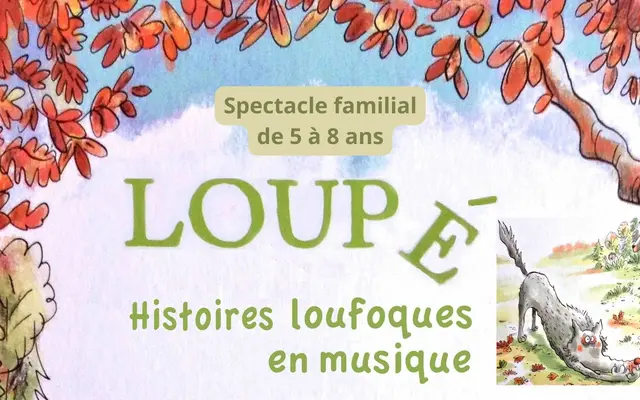 Spectacle familial
de 5 à 8 ans
LOUPÉ
Histoires loufoques
en musique